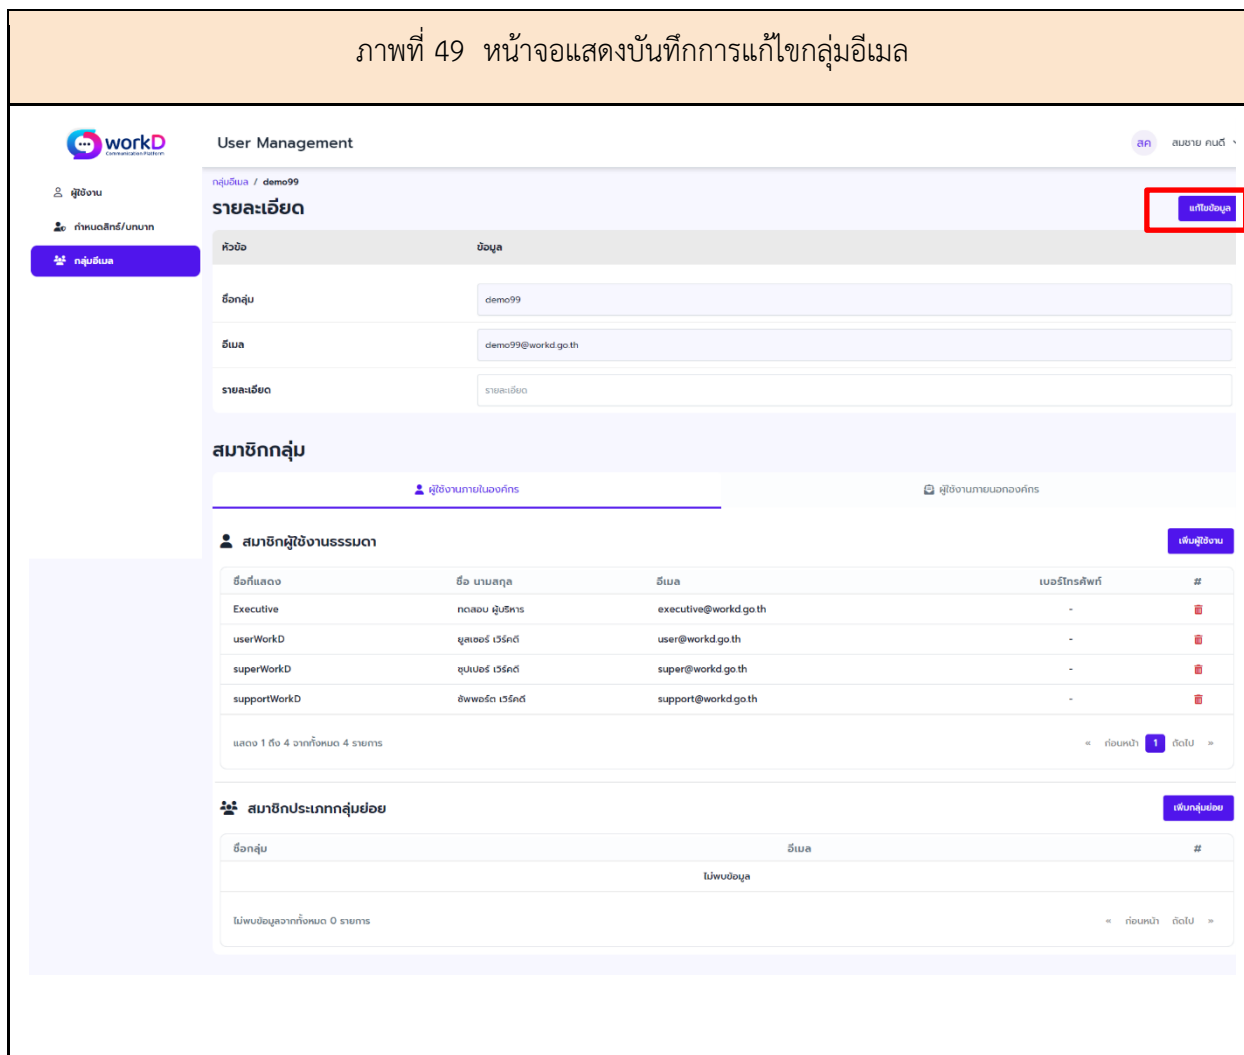 ภาพที่ 49 หน้าจอแสดงบันทึกการแก้ไขกลุ่มอีเมล
workD
Communication Platform
User Management
สค สมชาย คนดี
ผู้ใช้งาน
กำหนดสิทธิ์/บทบาท
กลุ่มอีเมล
กลุ่มอีเมล / demo99
รายละเอียด
แก้ไขข้อมูล
หัวข้อ ข้อมูล
ชื่อกลุ่ม demo99
อีเมล demo99@workd.go.th
รายละเอียด รายละเอียด
สมาชิกกลุ่ม
ผู้ใช้งานภายในองค์กร ผู้ใช้งานภายนอกองค์กร
สมาชิกผู้ใช้งานธรรมดา เพิ่มผู้ใช้งาน
ชื่อที่แสดง ชื่อ นามสกุล อีเมล เบอร์โทรศัพท์ #
Executive ทดสอบ ผู้บริหาร executive@workd.go.th -
userWorkD ยูสเซอร์ เวิร์คดี user@workd.go.th -
superWorkD ซุปเปอร์ เวิร์คดี super@workd.go.th -
supportWorkD ซัพพอร์ต เวิร์คดี support@workd.go.th -
แสดง 1 ถึง 4 จากทั้งหมด 4 รายการ « ก่อนหน้า 1 ถัดไป »
สมาชิกประเภทกลุ่มย่อย เพิ่มกลุ่มย่อย
ชื่อกลุ่ม อีเมล #
ไม่พบข้อมูล
ไม่พบข้อมูลจากทั้งหมด 0 รายการ « ก่อนหน้า ถัดไป »